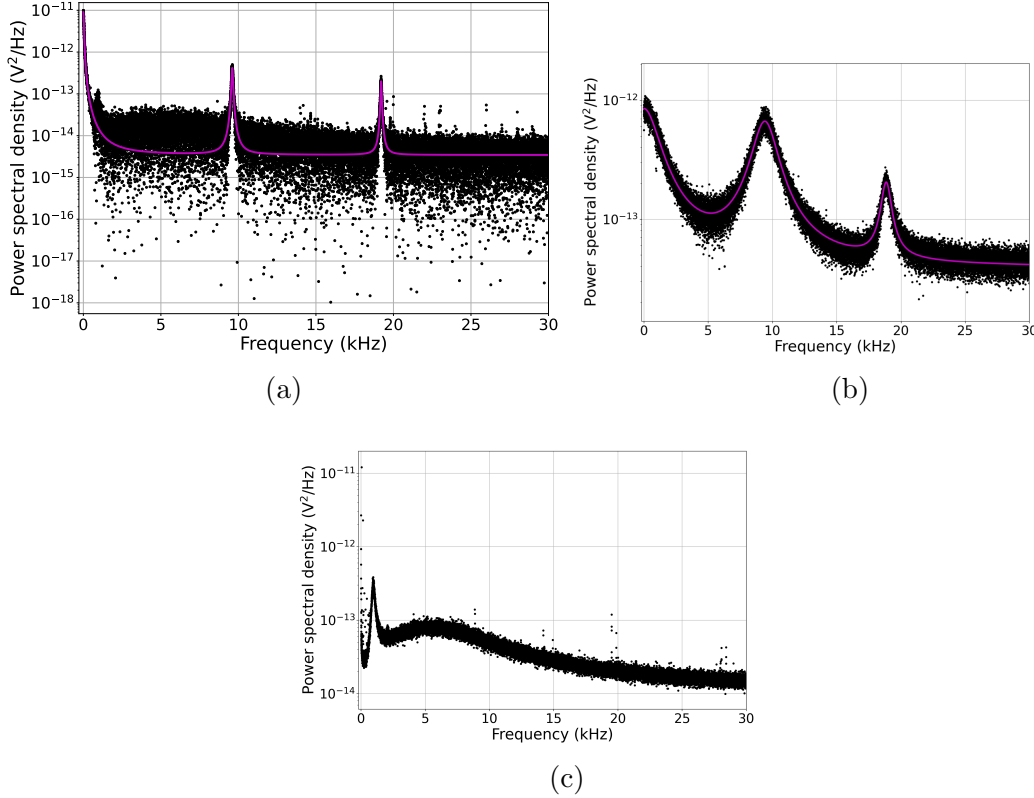 10⁻¹¹
10⁻¹²
10⁻¹³
10⁻¹⁴
10⁻¹⁵
10⁻¹⁶
10⁻¹⁷
10⁻¹⁸
Power spectral density (V²/Hz)
0 5 10 15 20 25 30
Frequency (kHz)
(a)
10⁻¹²
10⁻¹³
Power spectral density (V²/Hz)
0 5 10 15 20 25 30
Frequency (kHz)
(b)
10⁻¹¹
10⁻¹²
10⁻¹³
10⁻¹⁴
Power spectral density (V²/Hz)
0 5 10 15 20 25 30
Frequency (kHz)
(c)